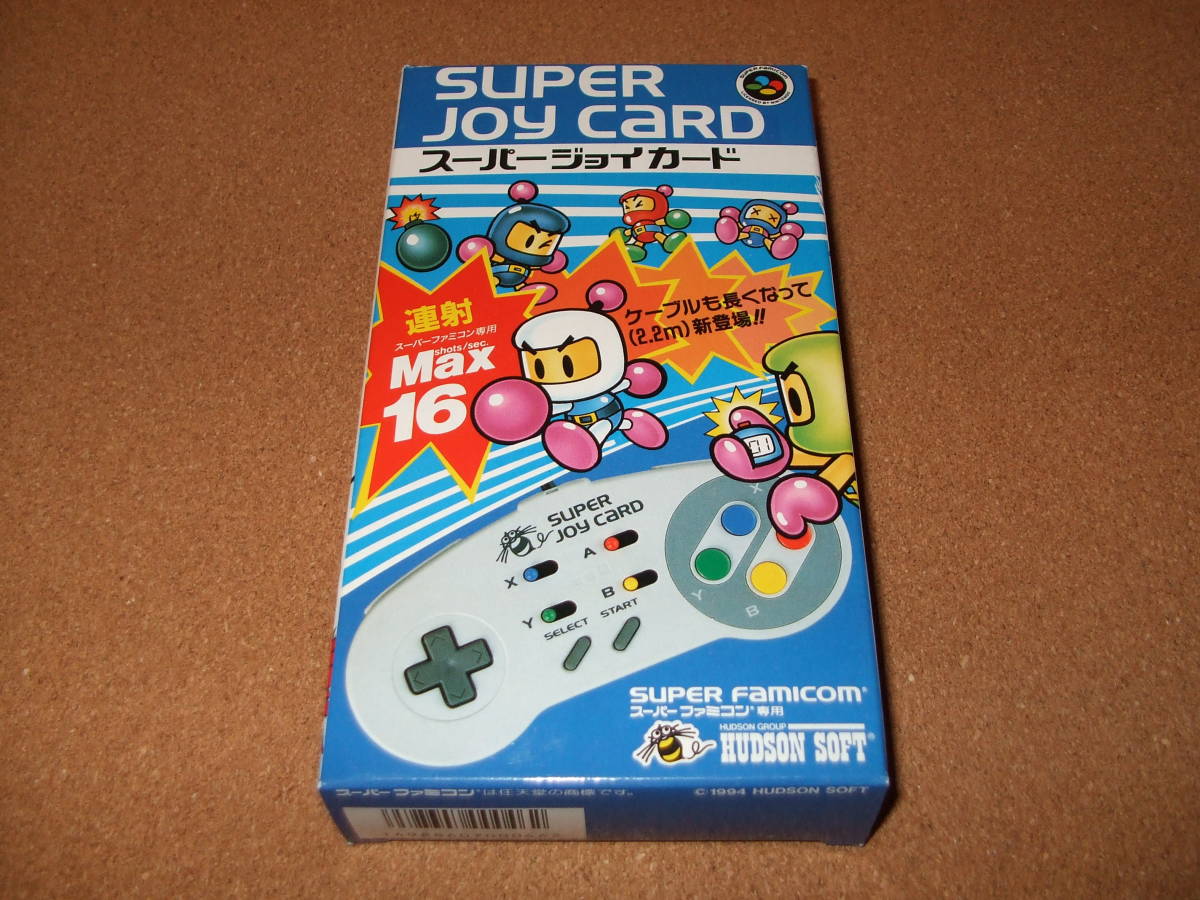 SUPER
JOY CARD
SUPER FAMICOM
スーパージョイカード
連射
スーパーファミコン専用
shots/sec.
Max
16
ケーブルも長くなって
(2.2m)新登場!!
SUPER
JOY CARD
A
X
B
Y
SELECT
START
X
Y
B
SUPER FAMICOM®
スーパーファミコン®専用
HUDSON GROUP
HUDSON SOFT®
スーパーファミコン®は任天堂の商標です。
©1994 HUDSON SOFT